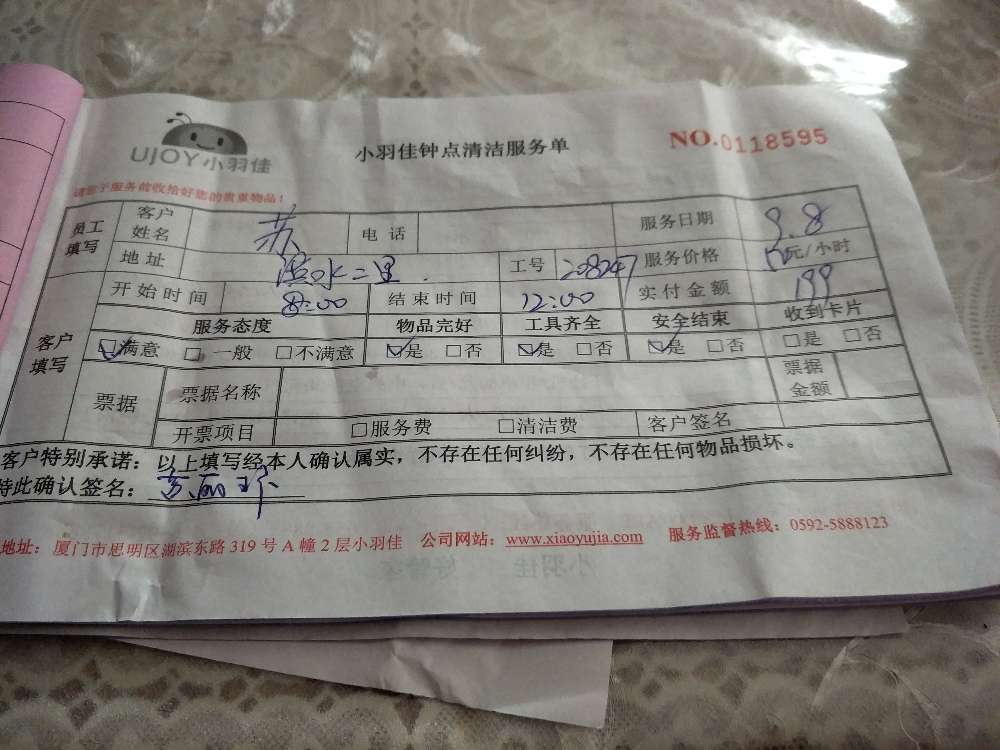 UJOY小羽佳
小羽佳钟点清洁服务单
NO.0118595
请您于服务前收拾好您的贵重物品！
员工填写 客户姓名 苏 电话 服务日期 9.8
地址 水二里. 工号 208247 服务价格 元/小时
开始时间 8:00 结束时间 12:00 实付金额 199
客户填写 服务态度 物品完好 工具齐全 安全结束 收到卡片
☑满意 □一般 □不满意 ☑是 □否 ☑是 □否 ☑是 □否 □是 □否
票据 票据名称 票据金额
开票项目 □服务费 □清洁费 客户签名
客户特别承诺：以上填写经本人确认属实，不存在任何纠纷，不存在任何物品损坏。
特此确认签名：
地址：厦门市思明区湖滨东路 319 号 A 幢 2 层小羽佳 公司网站：www.xiaoyujia.com 服务监督热线：0592-5888123